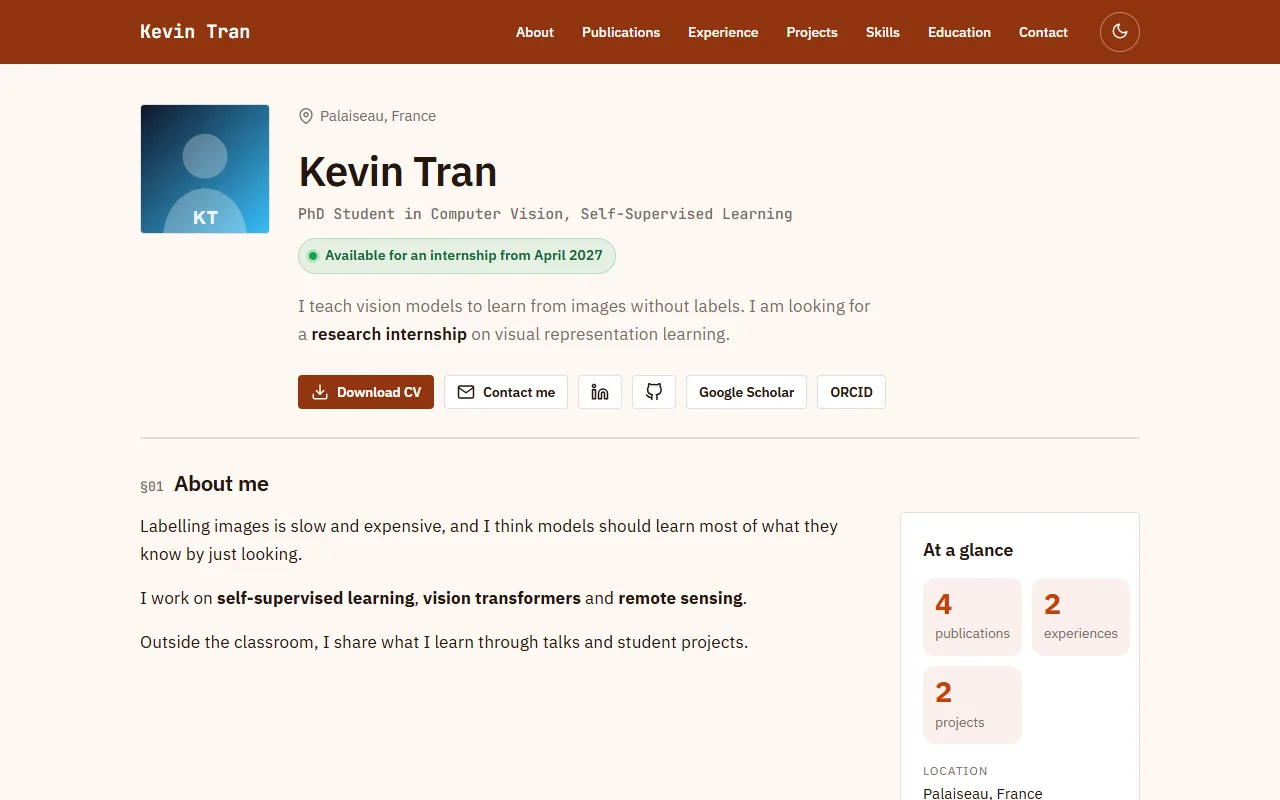 Kevin Tran
About Publications Experience Projects Skills Education Contact
KT
Palaiseau, France
Kevin Tran
PhD Student in Computer Vision, Self-Supervised Learning
Available for an internship from April 2027
I teach vision models to learn from images without labels. I am looking for
a research internship on visual representation learning.
Download CV
Contact me
Google Scholar
ORCID
§01 About me
Labelling images is slow and expensive, and I think models should learn most of what they
know by just looking.
I work on self-supervised learning, vision transformers and remote sensing.
Outside the classroom, I share what I learn through talks and student projects.
At a glance
4
publications
2
experiences
2
projects
LOCATION
Palaiseau, France